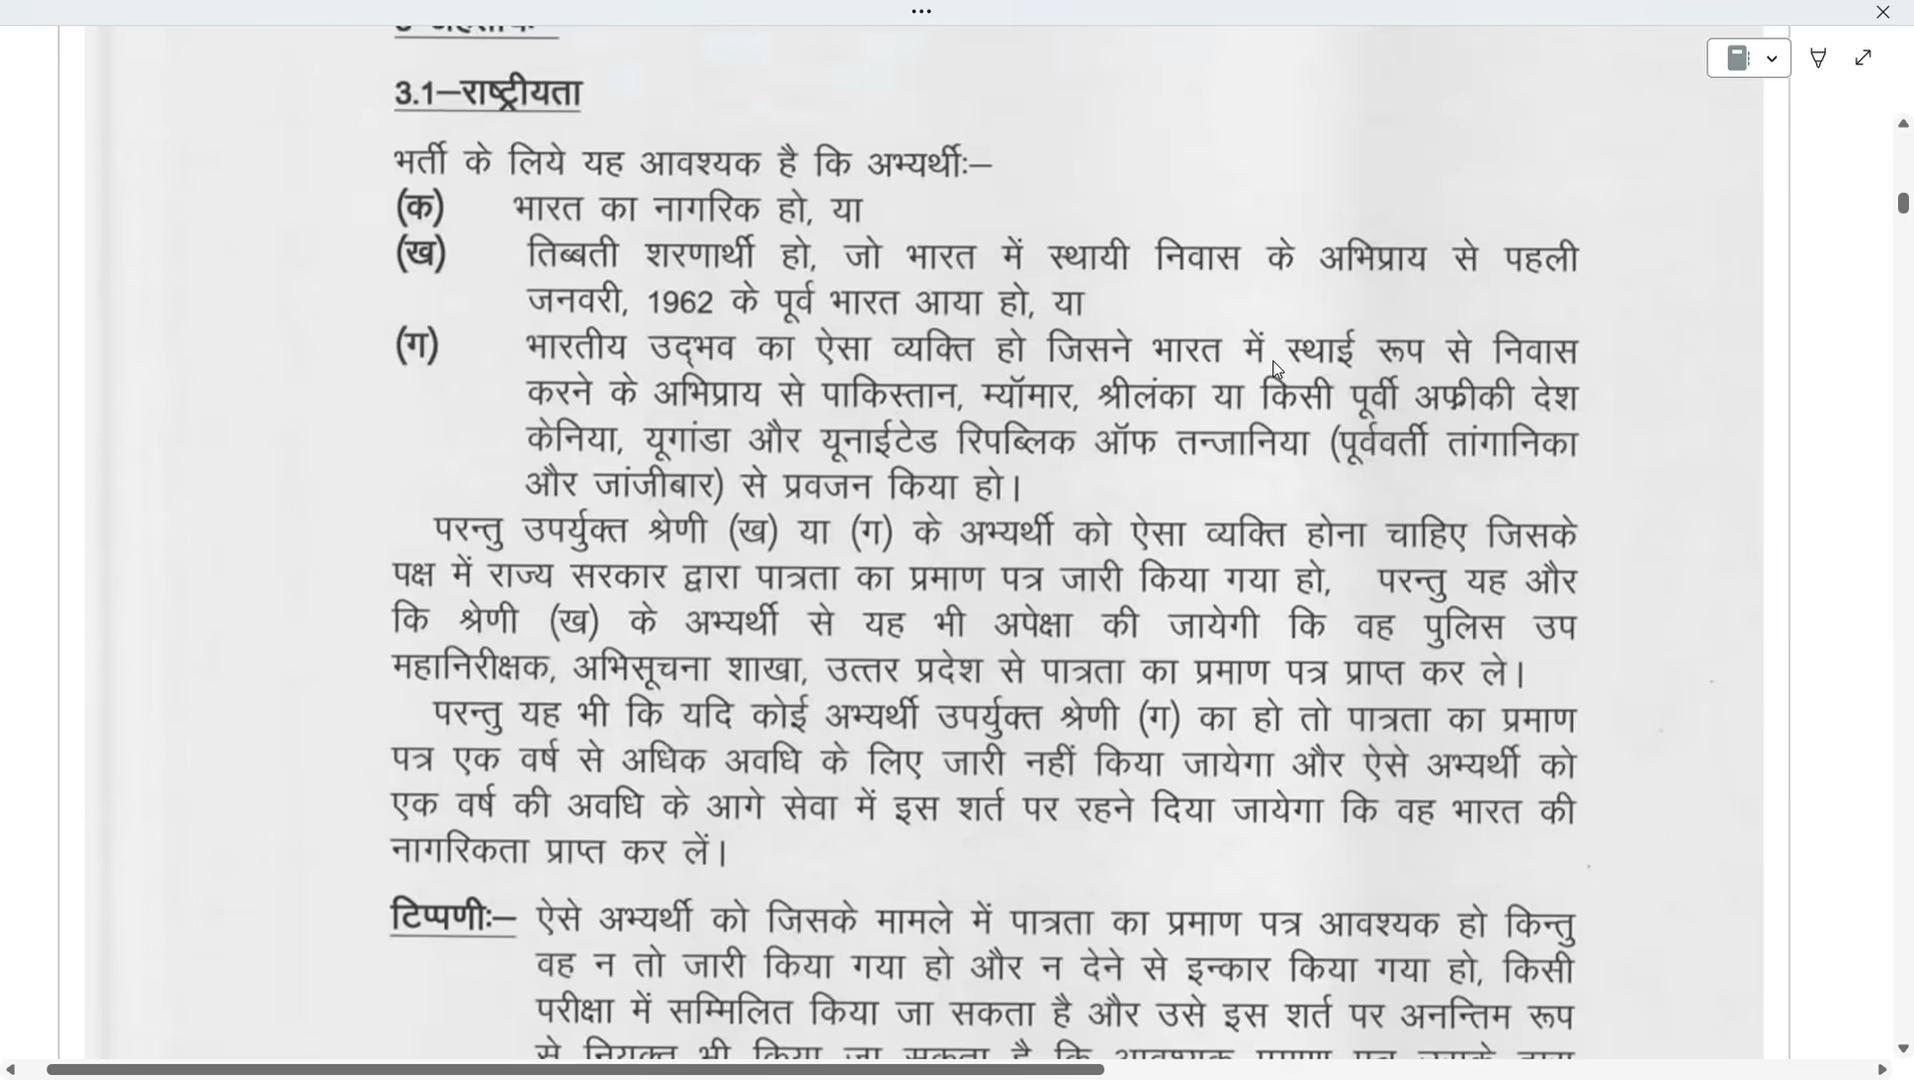 3.1–राष्ट्रीयता
भर्ती के लिये यह आवश्यक है कि अभ्यर्थीः–
(क) भारत का नागरिक हो, या
(ख) तिब्बती शरणार्थी हो, जो भारत में स्थायी निवास के अभिप्राय से पहली
जनवरी, 1962 के पूर्व भारत आया हो, या
(ग) भारतीय उद्‌भव का ऐसा व्यक्ति हो जिसने भारत में स्थाई रूप से निवास
करने के अभिप्राय से पाकिस्तान, म्यॉमार, श्रीलंका या किसी पूर्वी अफ्रीकी देश
केनिया, यूगांडा और यूनाईटेड रिपब्लिक ऑफ तन्जानिया (पूर्ववर्ती तांगानिका
और जांजीबार) से प्रवजन किया हो।
परन्तु उपर्युक्त श्रेणी (ख) या (ग) के अभ्यर्थी को ऐसा व्यक्ति होना चाहिए जिसके
पक्ष में राज्य सरकार द्वारा पात्रता का प्रमाण पत्र जारी किया गया हो, परन्तु यह और
कि श्रेणी (ख) के अभ्यर्थी से यह भी अपेक्षा की जायेगी कि वह पुलिस उप
महानिरीक्षक, अभिसूचना शाखा, उत्तर प्रदेश से पात्रता का प्रमाण पत्र प्राप्त कर ले।
परन्तु यह भी कि यदि कोई अभ्यर्थी उपर्युक्त श्रेणी (ग) का हो तो पात्रता का प्रमाण
पत्र एक वर्ष से अधिक अवधि के लिए जारी नहीं किया जायेगा और ऐसे अभ्यर्थी को
एक वर्ष की अवधि के आगे सेवा में इस शर्त पर रहने दिया जायेगा कि वह भारत की
नागरिकता प्राप्त कर लें।
टिप्पणीः– ऐसे अभ्यर्थी को जिसके मामले में पात्रता का प्रमाण पत्र आवश्यक हो किन्तु
वह न तो जारी किया गया हो और न देने से इन्कार किया गया हो, किसी
परीक्षा में सम्मिलित किया जा सकता है और उसे इस शर्त पर अनन्तिम रूप